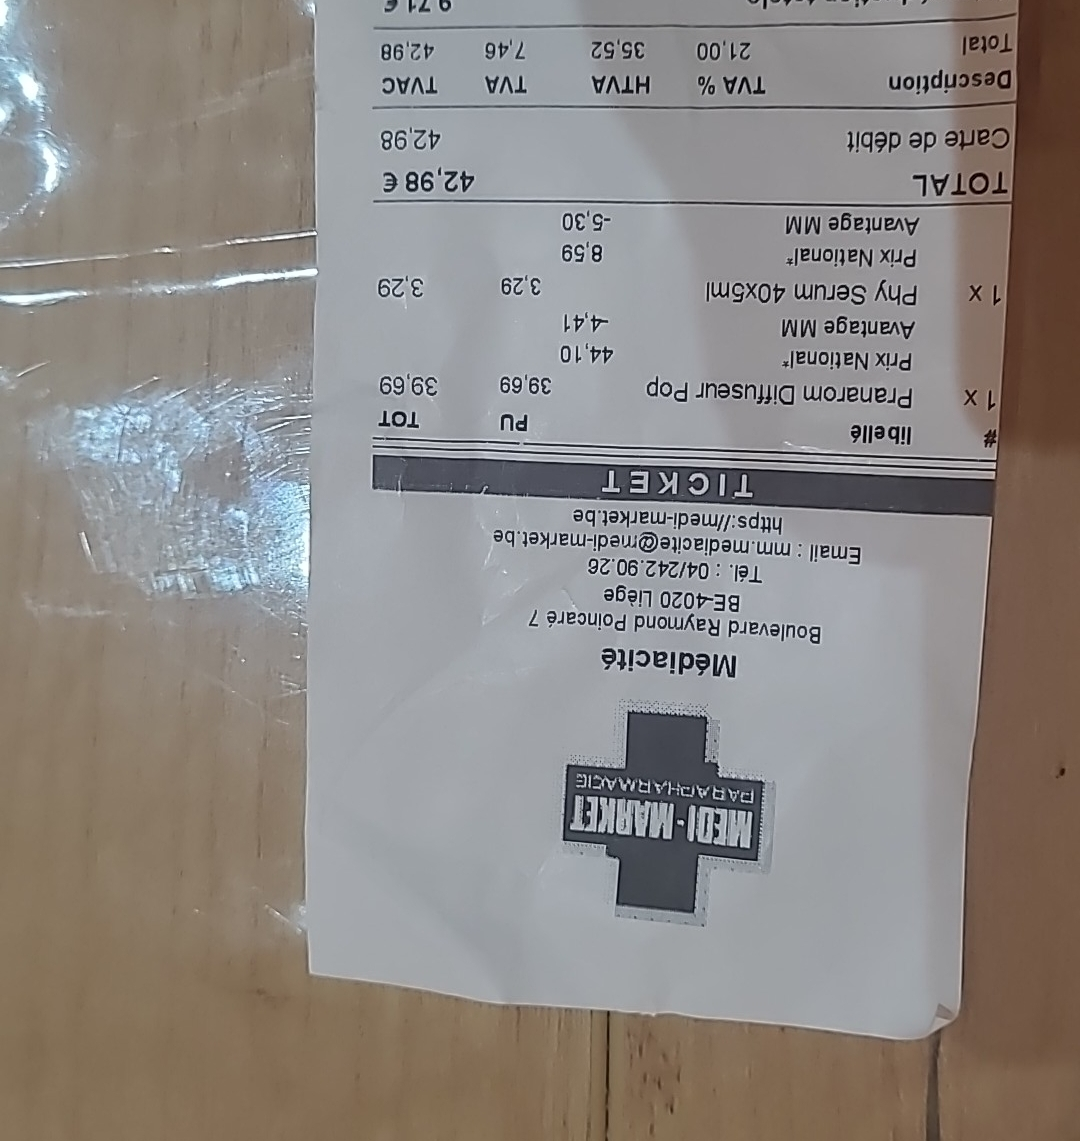 MEDI-MARKET
PARAPHARMACIE
Médiacité
Boulevard Raymond Poincaré 7
BE-4020 Liège
Tél. : 04/242.90.26
Email : mm.mediacite@medi-market.be
https://medi-market.be
TICKET
# libellé PU TOT
1 x Pranarom Diffuseur Pop 39,69 39,69
Prix National* 44,10
Avantage MM -4,41
1 x Phy Serum 40x5ml 3,29 3,29
Prix National* 8,59
Avantage MM -5,30
TOTAL 42,98 €
Carte de débit 42,98
Description TVA % HTVA TVA TVAC
Total 21,00 35,52 7,46 42,98
9,71 €